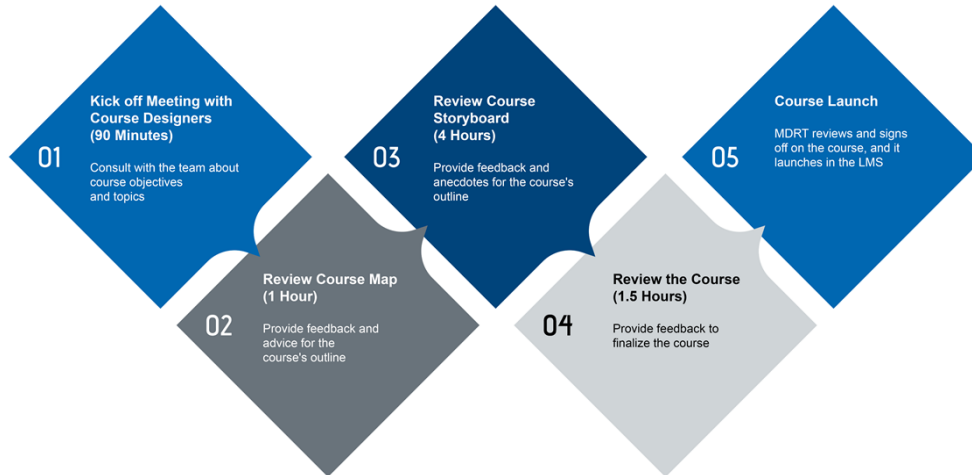 01
Kick off Meeting with
Course Designers
(90 Minutes)
Consult with the team about
course objectives
and topics
02
Review Course Map
(1 Hour)
Provide feedback and
advice for the
course's outline
03
Review Course
Storyboard
(4 Hours)
Provide feedback and
anecdotes for the course's
outline
04
Review the Course
(1.5 Hours)
Provide feedback to
finalize the course
05
Course Launch
MDRT reviews and signs
off on the course, and it
launches in the LMS